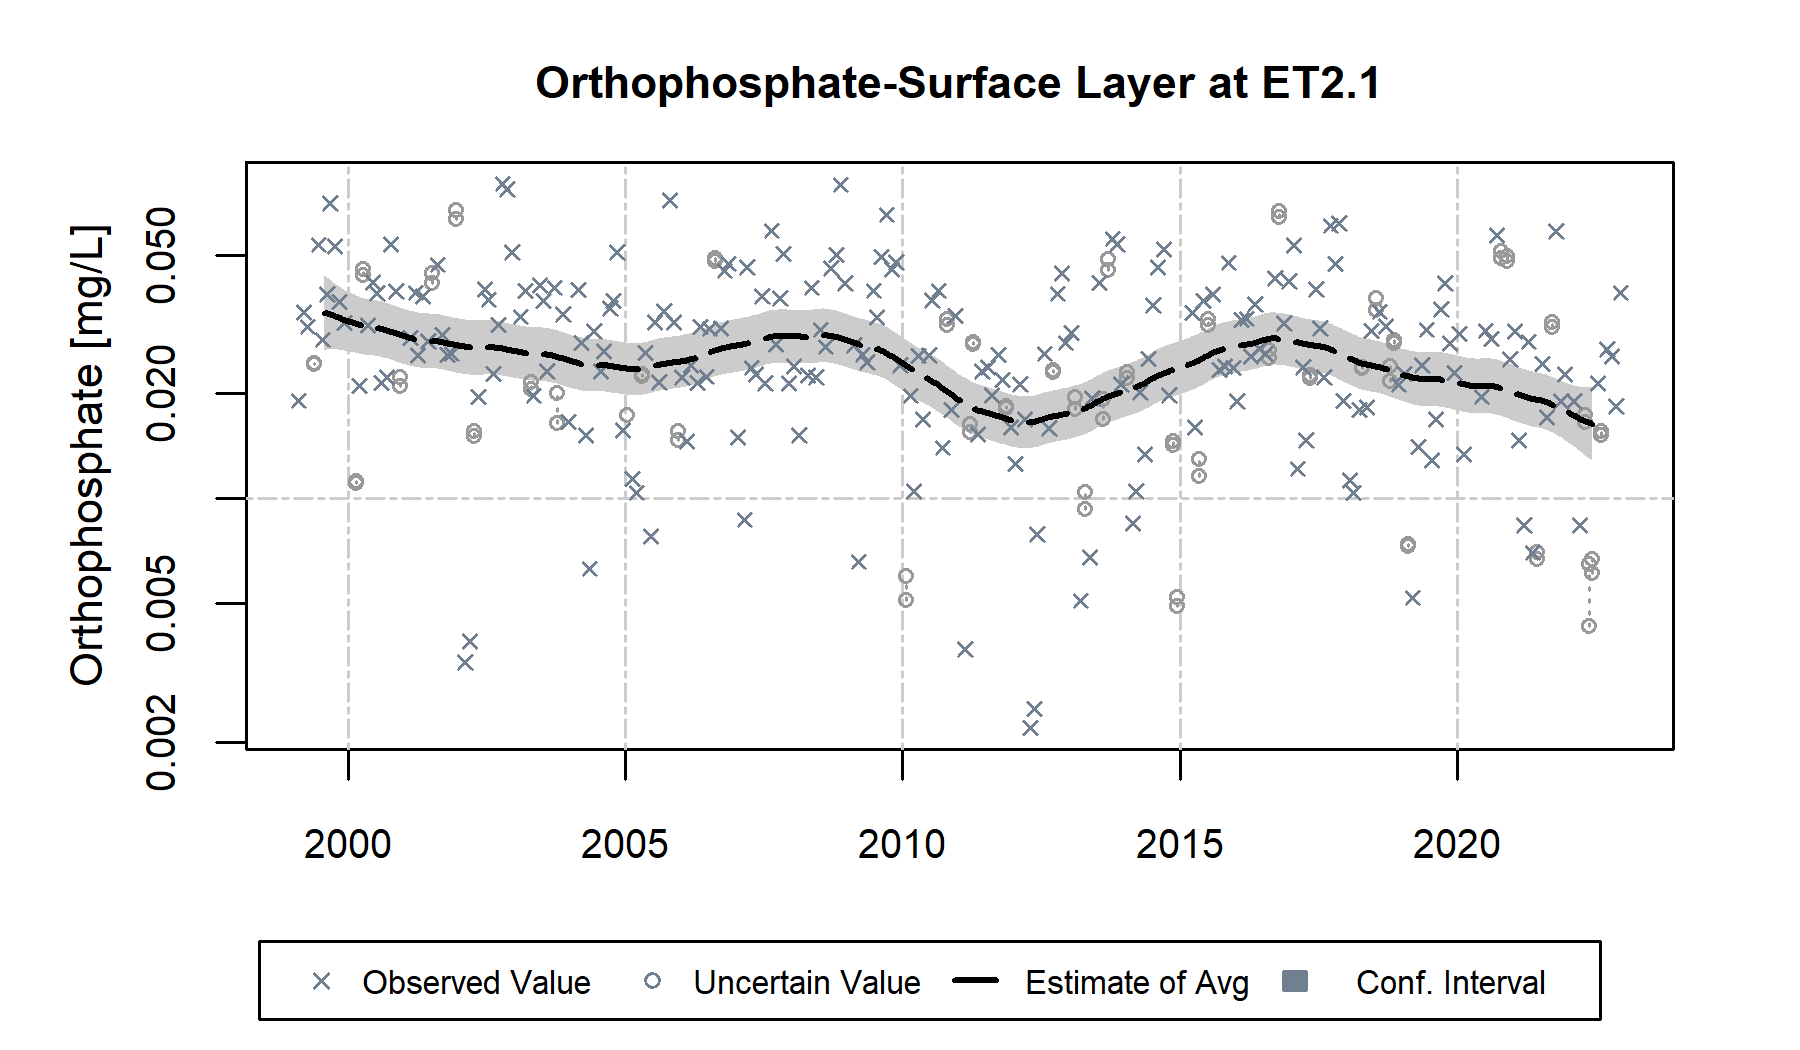 Orthophosphate-Surface Layer at ET2.1
Orthophosphate [mg/L]
0.050
0.020
0.005
0.002
2000 2005 2010 2015 2020
Observed Value Uncertain Value Estimate of Avg Conf. Interval